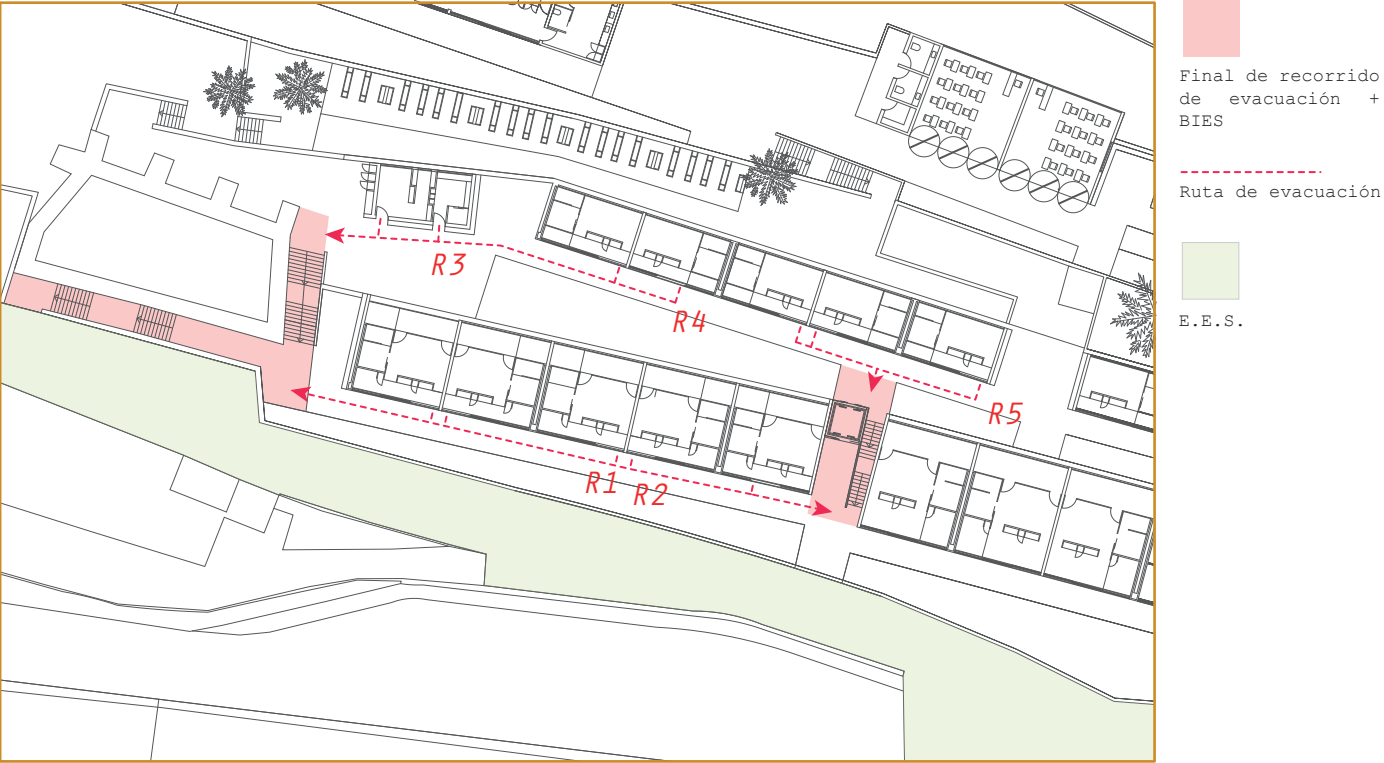 R3
R4
R5
R1 R2
Final de recorrido
de evacuación +
BIES
Ruta de evacuación
E.E.S.